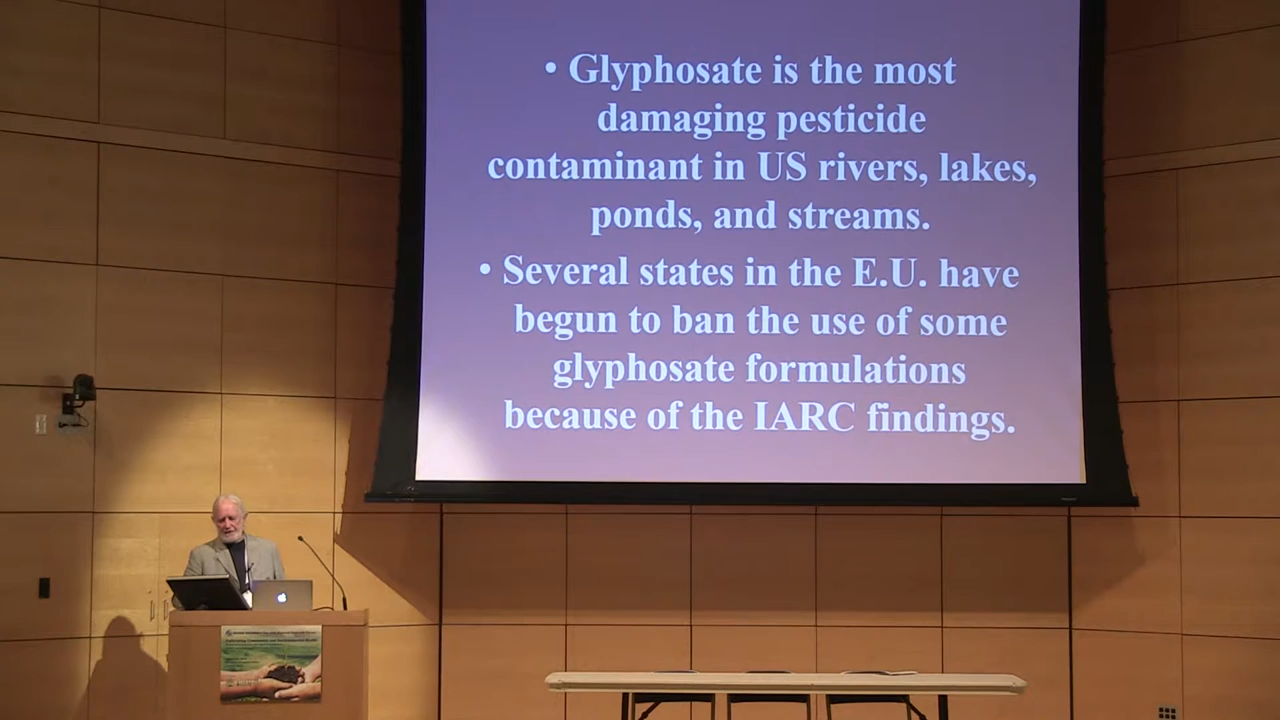 • Glyphosate is the most
damaging pesticide
contaminant in US rivers, lakes,
ponds, and streams.
• Several states in the E.U. have
begun to ban the use of some
glyphosate formulations
because of the IARC findings.